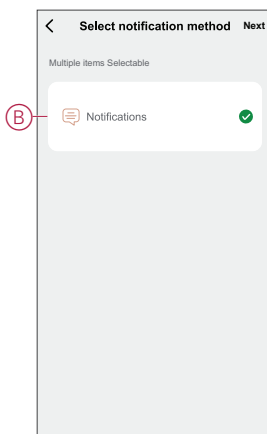 Select notification method Next
Multiple items Selectable
B Notifications